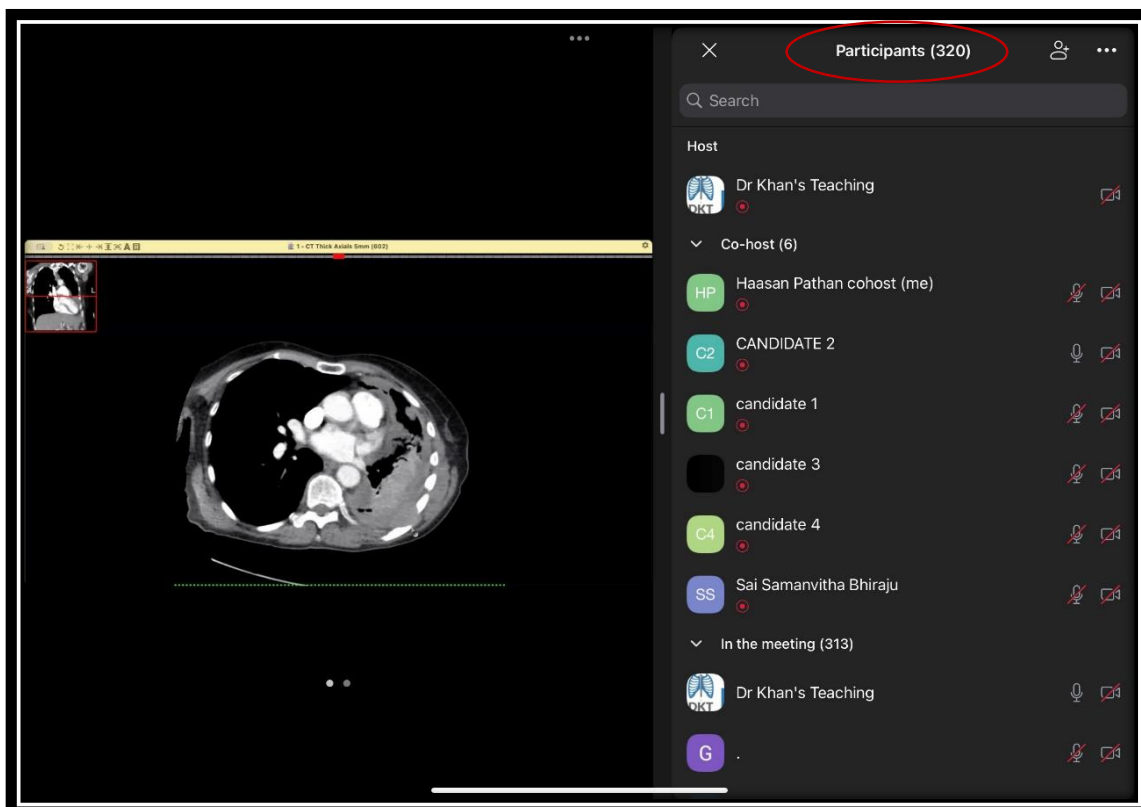 1 - CT Thick Axials 5mm (602)
L
Participants (320)
Search
Host
DKT
Dr Khan's Teaching
Co-host (6)
HP
Haasan Pathan cohost (me)
C2
CANDIDATE 2
C1
candidate 1
candidate 3
C4
candidate 4
SS
Sai Samanvitha Bhiraju
In the meeting (313)
DKT
Dr Khan's Teaching
G
.